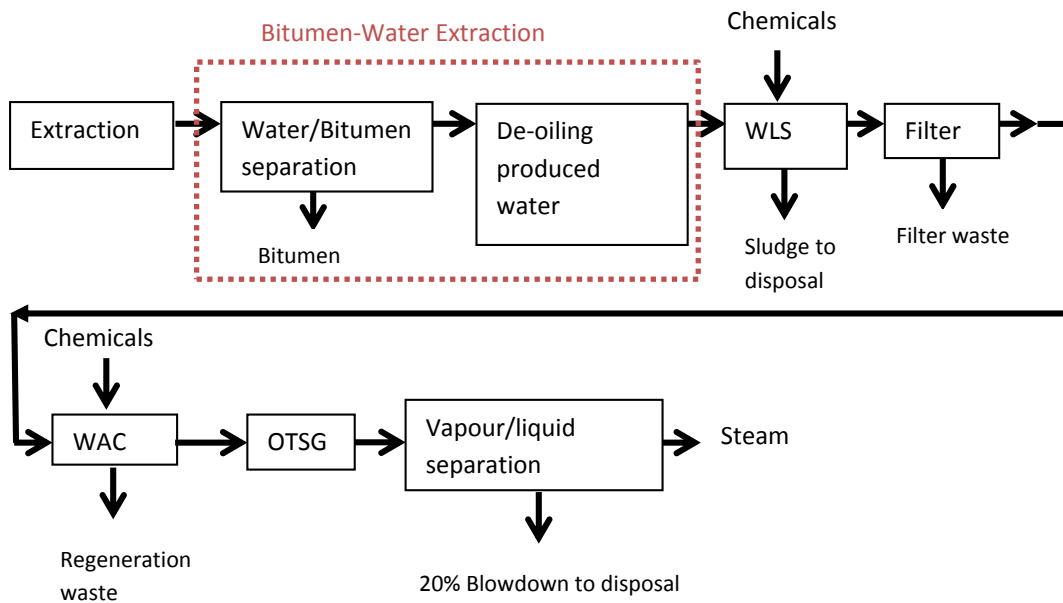 Bitumen-Water Extraction
Chemicals
Extraction
Water/Bitumen
separation
De-oiling
produced
water
WLS
Filter
Bitumen
Sludge to
disposal
Filter waste
Chemicals
WAC
OTSG
Vapour/liquid
separation
Steam
Regeneration
waste
20% Blowdown to disposal